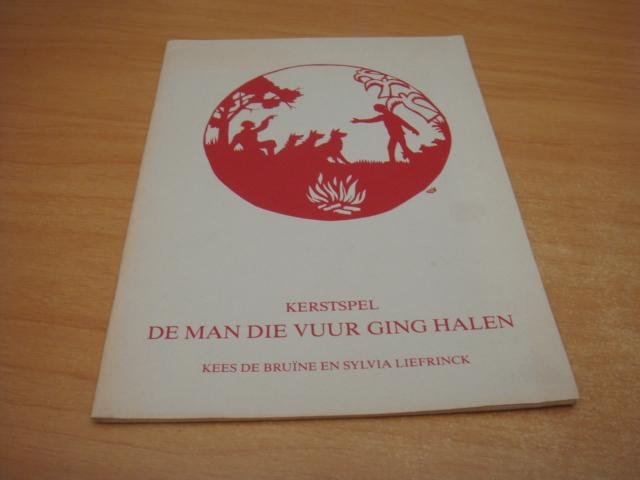 KERSTSPEL
DE MAN DIE VUUR GING HALEN
KEES DE BRUÏNE EN SYLVIA LIEFRINCK